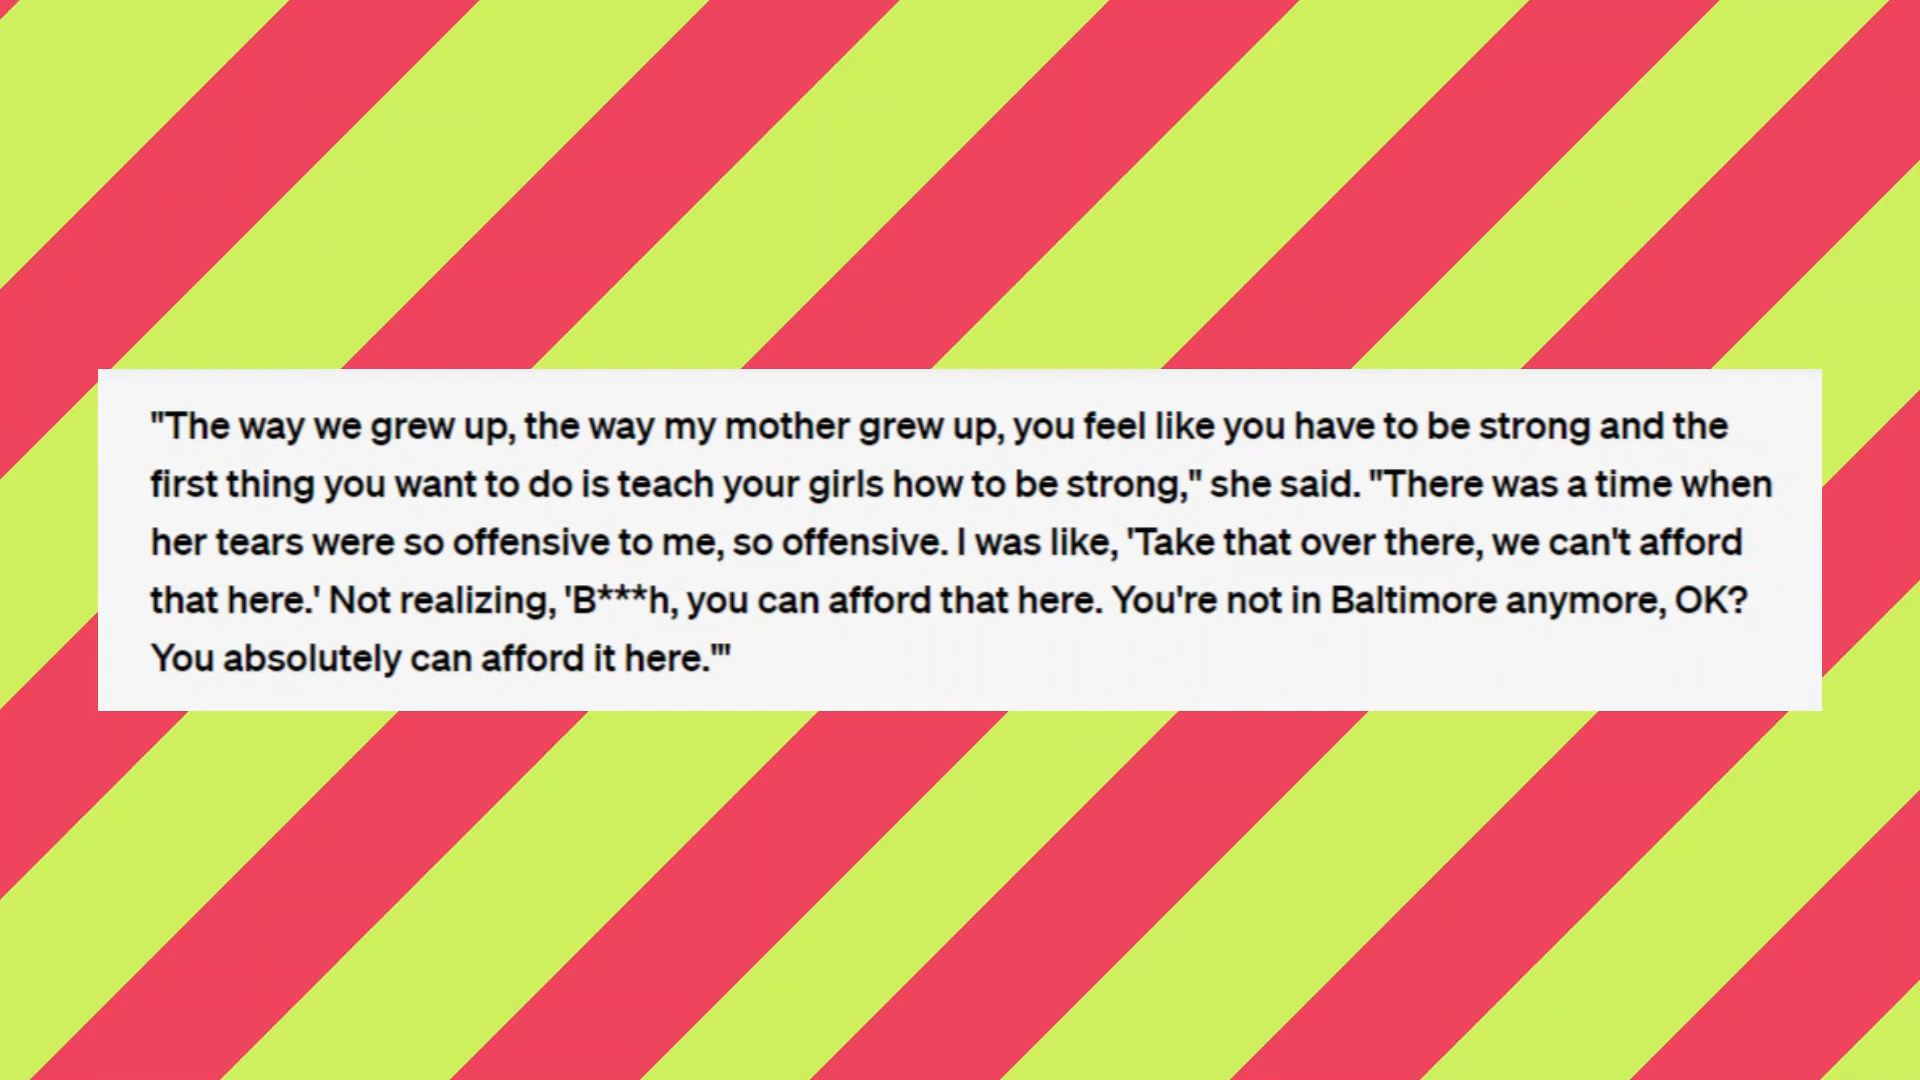 "The way we grew up, the way my mother grew up, you feel like you have to be strong and the
first thing you want to do is teach your girls how to be strong," she said. "There was a time when
her tears were so offensive to me, so offensive. I was like, 'Take that over there, we can't afford
that here.' Not realizing, 'B***h, you can afford that here. You're not in Baltimore anymore, OK?
You absolutely can afford it here.'"